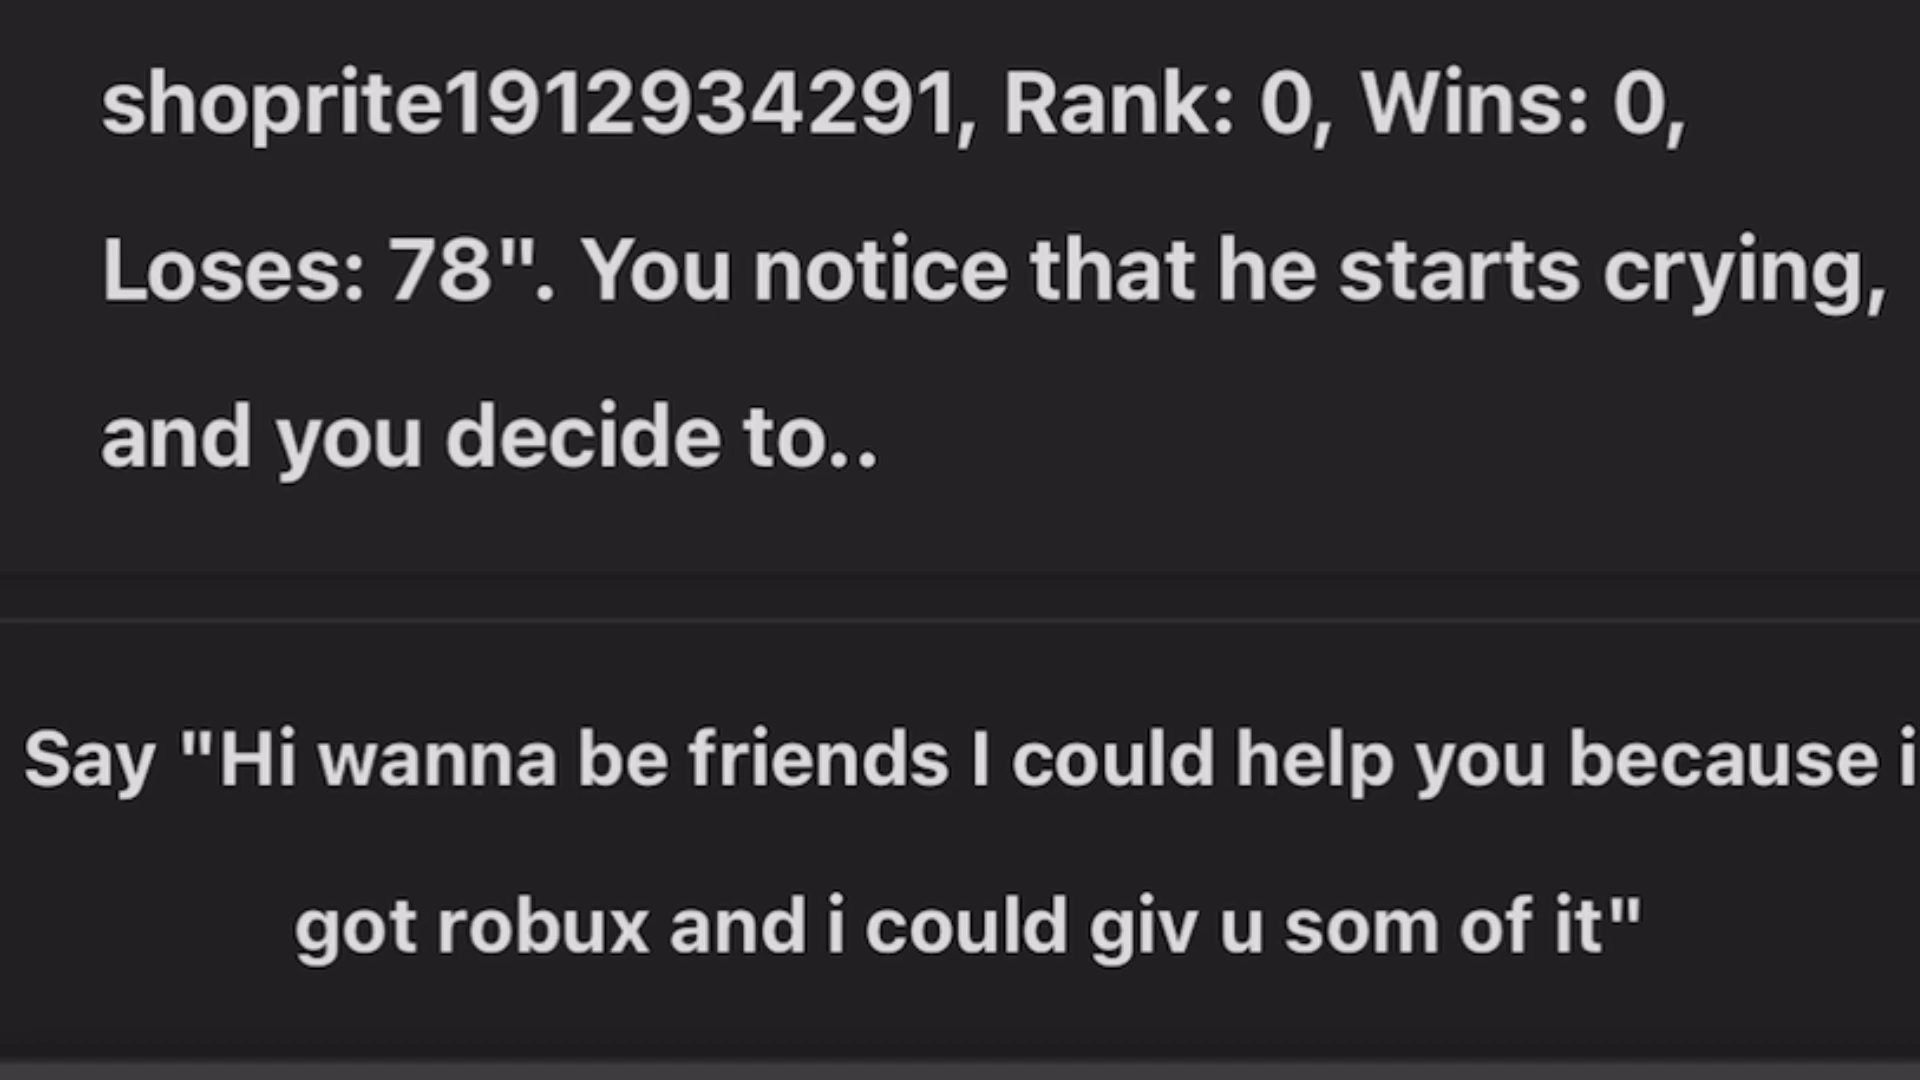 shoprite1912934291, Rank: 0, Wins: 0,
Loses: 78". You notice that he starts crying,
and you decide to..
Say "Hi wanna be friends I could help you because i
got robux and i could giv u som of it"